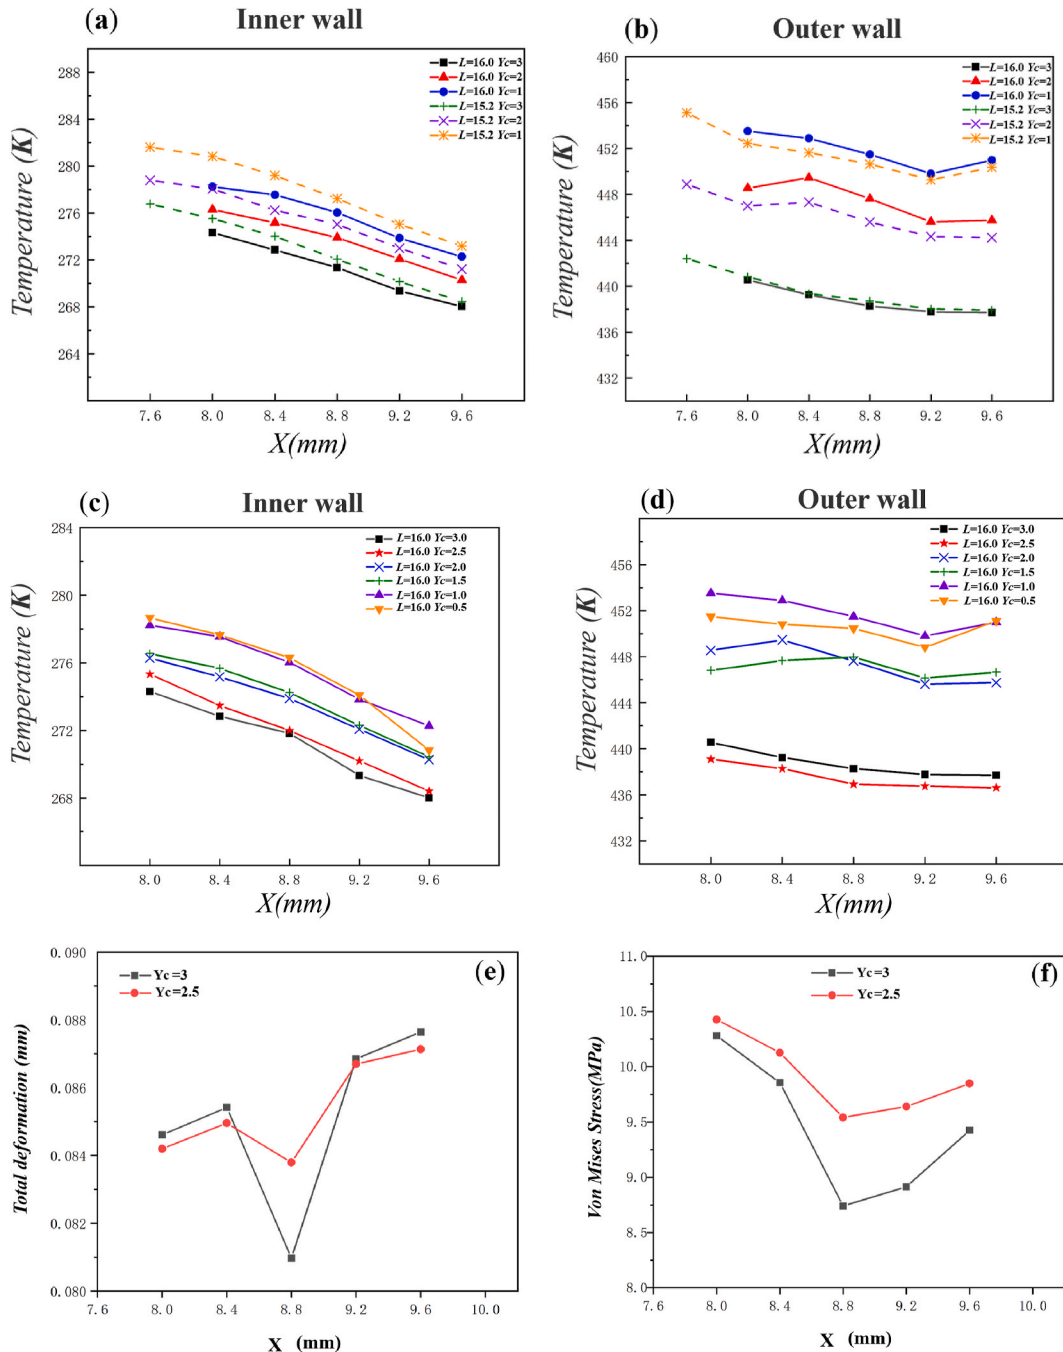 (a) Inner wall
288
284
280
276
272
268
264
Temperature (K)
L=16.0 Yc=3
L=16.0 Yc=2
L=16.0 Yc=1
L=15.2 Yc=3
L=15.2 Yc=2
L=15.2 Yc=1
7.6 8.0 8.4 8.8 9.2 9.6
X(mm)
(b) Outer wall
460
456
452
448
444
440
436
432
Temperature (K)
L=16.0 Yc=3
L=16.0 Yc=2
L=16.0 Yc=1
L=15.2 Yc=3
L=15.2 Yc=2
L=15.2 Yc=1
7.6 8.0 8.4 8.8 9.2 9.6
X(mm)
(c) Inner wall
284
280
276
272
268
Temperature (K)
L=16.0 Yc=3.0
L=16.0 Yc=2.5
L=16.0 Yc=2.0
L=16.0 Yc=1.5
L=16.0 Yc=1.0
L=16.0 Yc=0.5
8.0 8.4 8.8 9.2 9.6
X(mm)
(d) Outer wall
456
452
448
444
440
436
432
Temperature (K)
L=16.0 Yc=3.0
L=16.0 Yc=2.5
L=16.0 Yc=2.0
L=16.0 Yc=1.5
L=16.0 Yc=1.0
L=16.0 Yc=0.5
8.0 8.4 8.8 9.2 9.6
X(mm)
(e)
0.090
0.088
0.086
0.084
0.082
0.080
Total deformation (mm)
Yc=3
Yc=2.5
7.6 8.0 8.4 8.8 9.2 9.6 10.0
X (mm)
(f)
11.0
10.5
10.0
9.5
9.0
8.5
8.0
Von Mises Stress(MPa)
Yc=3
Yc=2.5
7.6 8.0 8.4 8.8 9.2 9.6 10.0
X (mm)